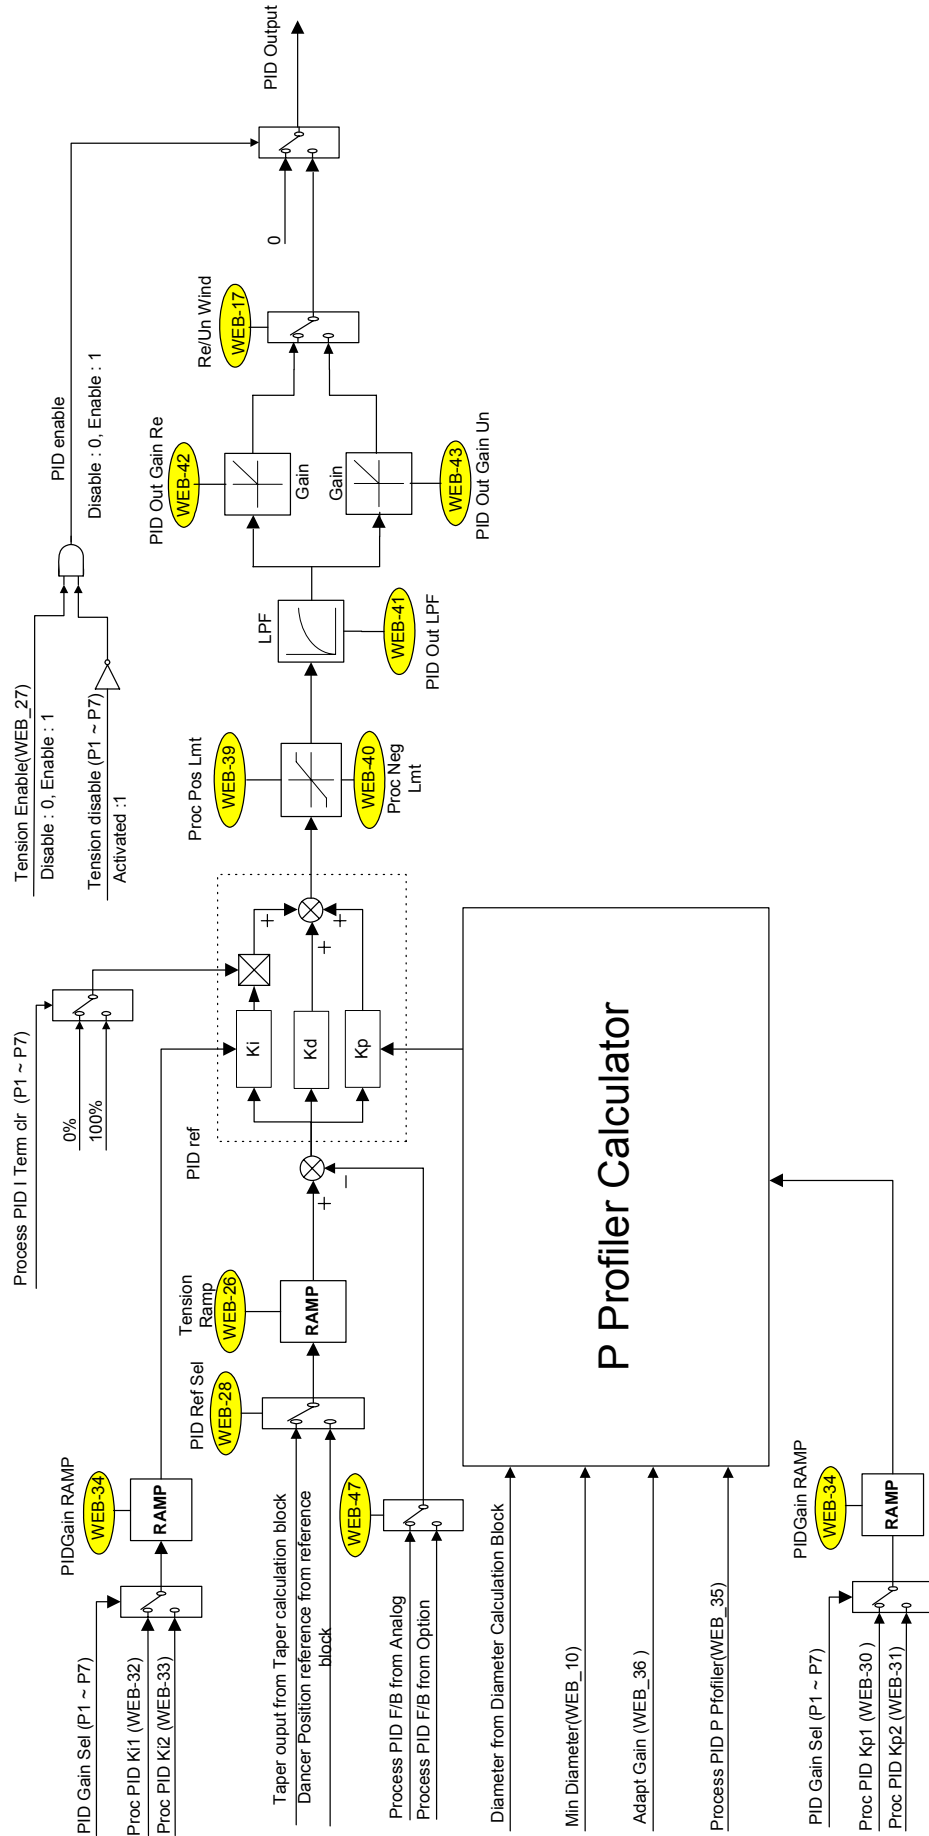 Process PID I Term clr (P1 ~ P7)
0%
100%
Tension Enable(WEB_27)
Disable : 0, Enable : 1
Tension disable (P1 ~ P7)
Activated :1
PID enable
Disable : 0, Enable : 1
PID Gain Sel (P1 ~ P7)
Proc PID Ki1 (WEB-32)
Proc PID Ki2 (WEB-33)
PIDGain RAMP
WEB-34
RAMP
PID Ref Sel
WEB-28
Tension
Ramp
WEB-26
RAMP
Taper ouput from Taper calculation block
Dancer Position reference from reference
block
WEB-47
Process PID F/B from Analog
Process PID F/B from Option
+
−
PID ref
Ki
Kd
Kp
+
+
+
Proc Pos Lmt
WEB-39
WEB-40
Proc Neg
Lmt
LPF
WEB-41
PID Out LPF
PID Out Gain Re
WEB-42
Gain
Gain
WEB-43
PID Out Gain Un
Re/Un Wind
WEB-17
0
PID Output
Diameter from Diameter Calculation Block
Min Diameter(WEB_10)
Adapt Gain (WEB_36 )
Process PID P Pfofiler(WEB_35)
P Profiler Calculator
PID Gain Sel (P1 ~ P7)
Proc PID Kp1 (WEB-30 )
Proc PID Kp2 (WEB-31)
PIDGain RAMP
WEB-34
RAMP